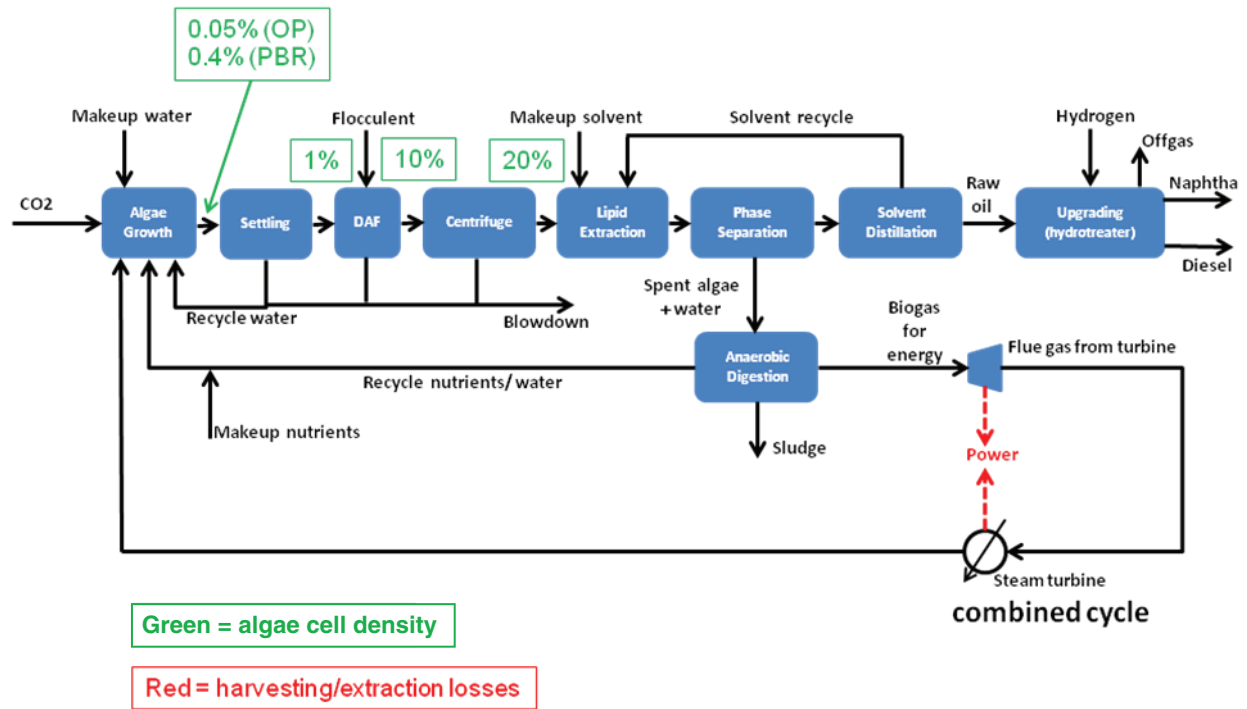 0.05% (OP)
0.4% (PBR)
Makeup water
Flocculent
Makeup solvent
Solvent recycle
Hydrogen
Offgas
1%
10%
20%
CO2
Algae
Growth
Settling
DAF
Centrifuge
Lipid
Extraction
Phase
Separation
Solvent
Distillation
Raw
oil
Upgrading
(hydrotreater)
Naphtha
Diesel
Recycle water
Blowdown
Spent algae
+water
Biogas
for
energy
Anaerobic
Digestion
Flue gas from turbine
Recycle nutrients/ water
Makeup nutrients
Sludge
Power
Steam turbine
combined cycle
Green = algae cell density
Red = harvesting/extraction losses